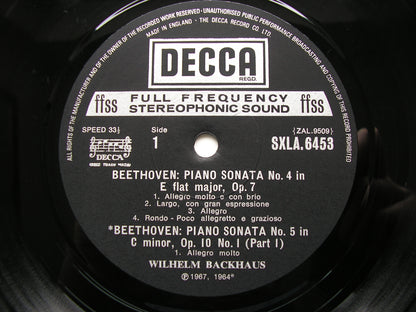 ALL RIGHTS OF THE MANUFACTURER AND OF THE OWNER OF THE RECORDED WORK RESERVED · UNAUTHORISED PUBLIC PERFORMANCE BROADCASTING AND COPYING OF THIS RECORD PROHIBITED
MADE IN ENGLAND · THE DECCA RECORD CO LTD.
DECCA
REGD.
ffss FULL FREQUENCY ffss
STEREOPHONIC SOUND
SPEED 33⅓
Side
1
(ZAL.9509)
SXLA.6453
DECCA
BEETHOVEN: PIANO SONATA No. 4 in
E flat major, Op. 7
1. Allegro molto e con brio
2. Largo, con gran espressione
3. Allegro
4. Rondo - Poco allegretto e grazioso
*BEETHOVEN: PIANO SONATA No. 5 in
C minor, Op. 10 No. 1 (Part 1)
1. Allegro molto
WILHELM BACKHAUS
℗ 1967, 1964*